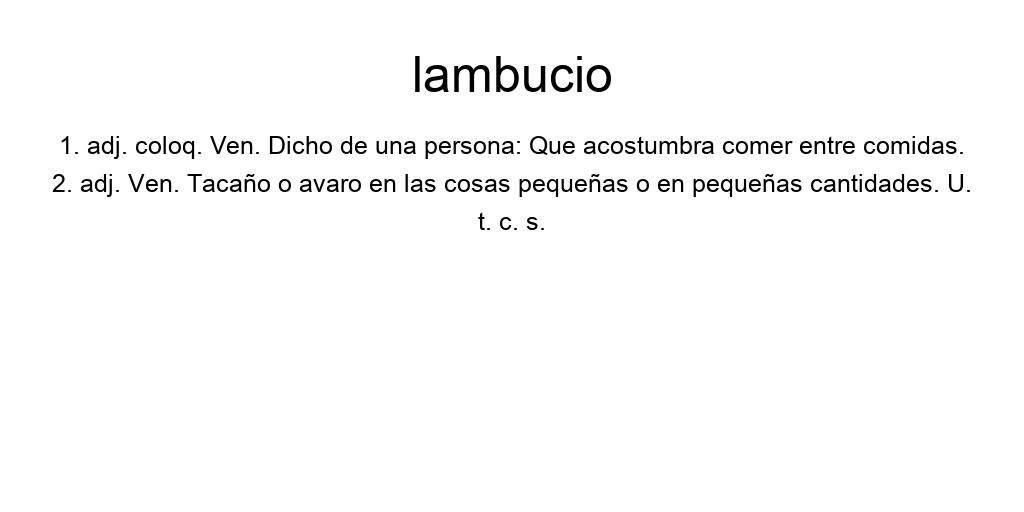 lambucio
1. adj. coloq. Ven. Dicho de una persona: Que acostumbra comer entre comidas.
2. adj. Ven. Tacaño o avaro en las cosas pequeñas o en pequeñas cantidades. U.
t. c. s.